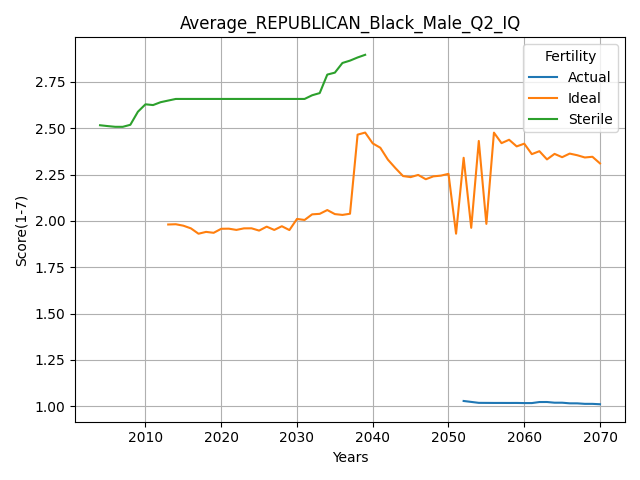 Average_REPUBLICAN_Black_Male_Q2_IQ
Fertility
Actual
Ideal
Sterile
Score(1-7)
2.75
2.50
2.25
2.00
1.75
1.50
1.25
1.00
2010 2020 2030 2040 2050 2060 2070
Years